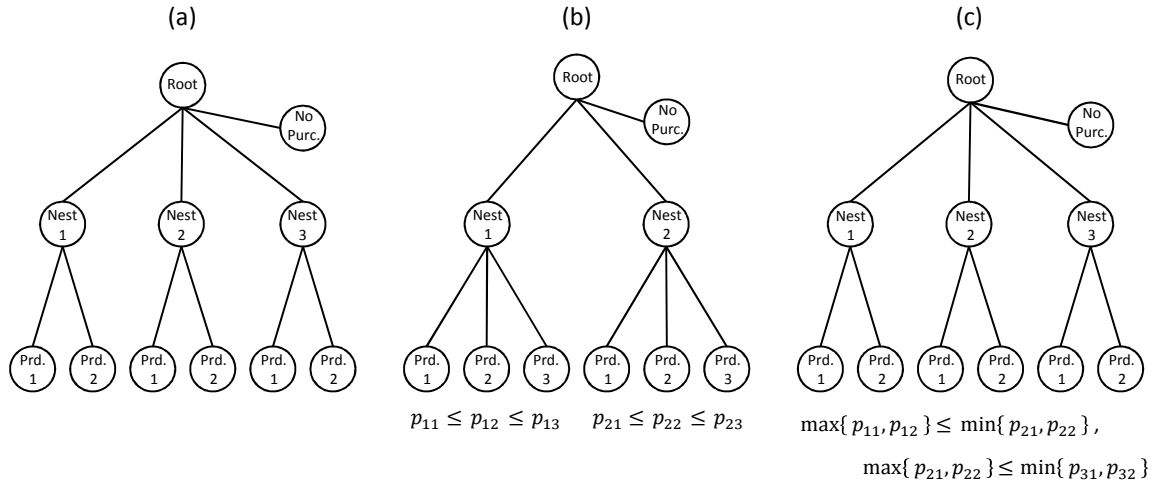 (a)
Root
No
Purc.
Nest
1
Nest
2
Nest
3
Prd.
1
Prd.
2
Prd.
1
Prd.
2
Prd.
1
Prd.
2
(b)
Root
No
Purc.
Nest
1
Nest
2
Prd.
1
Prd.
2
Prd.
3
Prd.
1
Prd.
2
Prd.
3
p₁₁ ≤ p₁₂ ≤ p₁₃
p₂₁ ≤ p₂₂ ≤ p₂₃
(c)
Root
No
Purc.
Nest
1
Nest
2
Nest
3
Prd.
1
Prd.
2
Prd.
1
Prd.
2
Prd.
1
Prd.
2
max{ p₁₁, p₁₂ } ≤ min{ p₂₁, p₂₂ } ,
max{ p₂₁, p₂₂ } ≤ min{ p₃₁, p₃₂ }